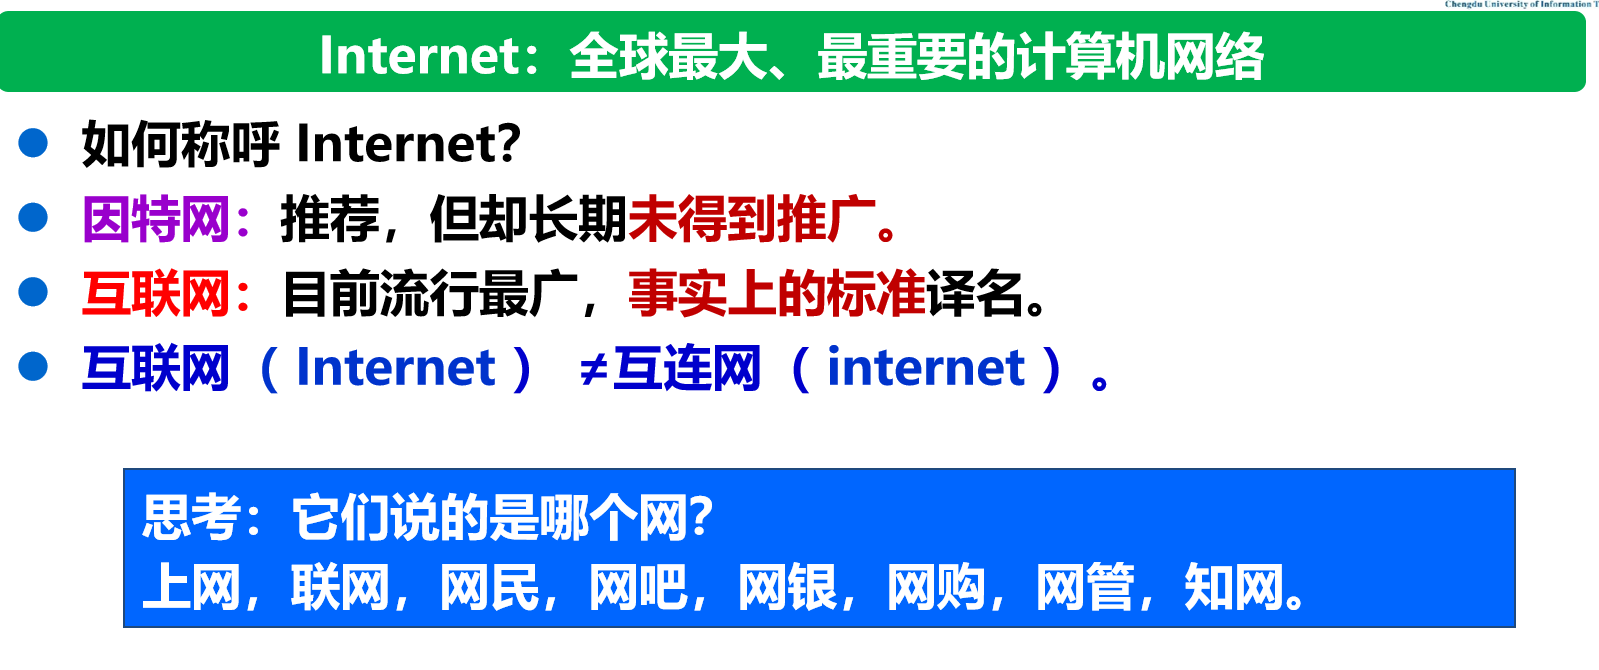 Chengdu University of Information T
Internet：全球最大、最重要的计算机网络
如何称呼 Internet？
因特网：推荐，但却长期未得到推广。
互联网：目前流行最广，事实上的标准译名。
互联网（Internet） ≠互连网（internet）。
思考：它们说的是哪个网？
上网，联网，网民，网吧，网银，网购，网管，知网。